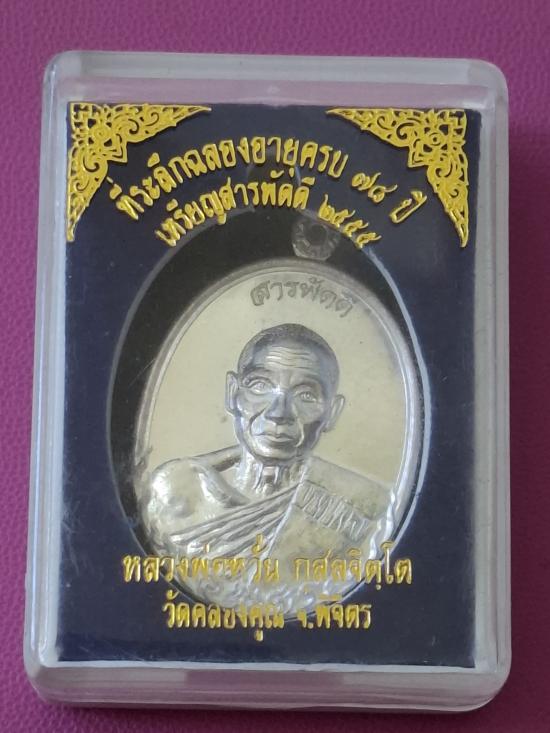 ที่ระลึกฉลองอายุครบ ๗๘ ปี
เหรียญสารพัดดี ๒๕๕๕
สารพัดดี
หลวงพ่อหวั่น กุสลจิตฺโต
วัดคลองคูณ จ.พิจิตร